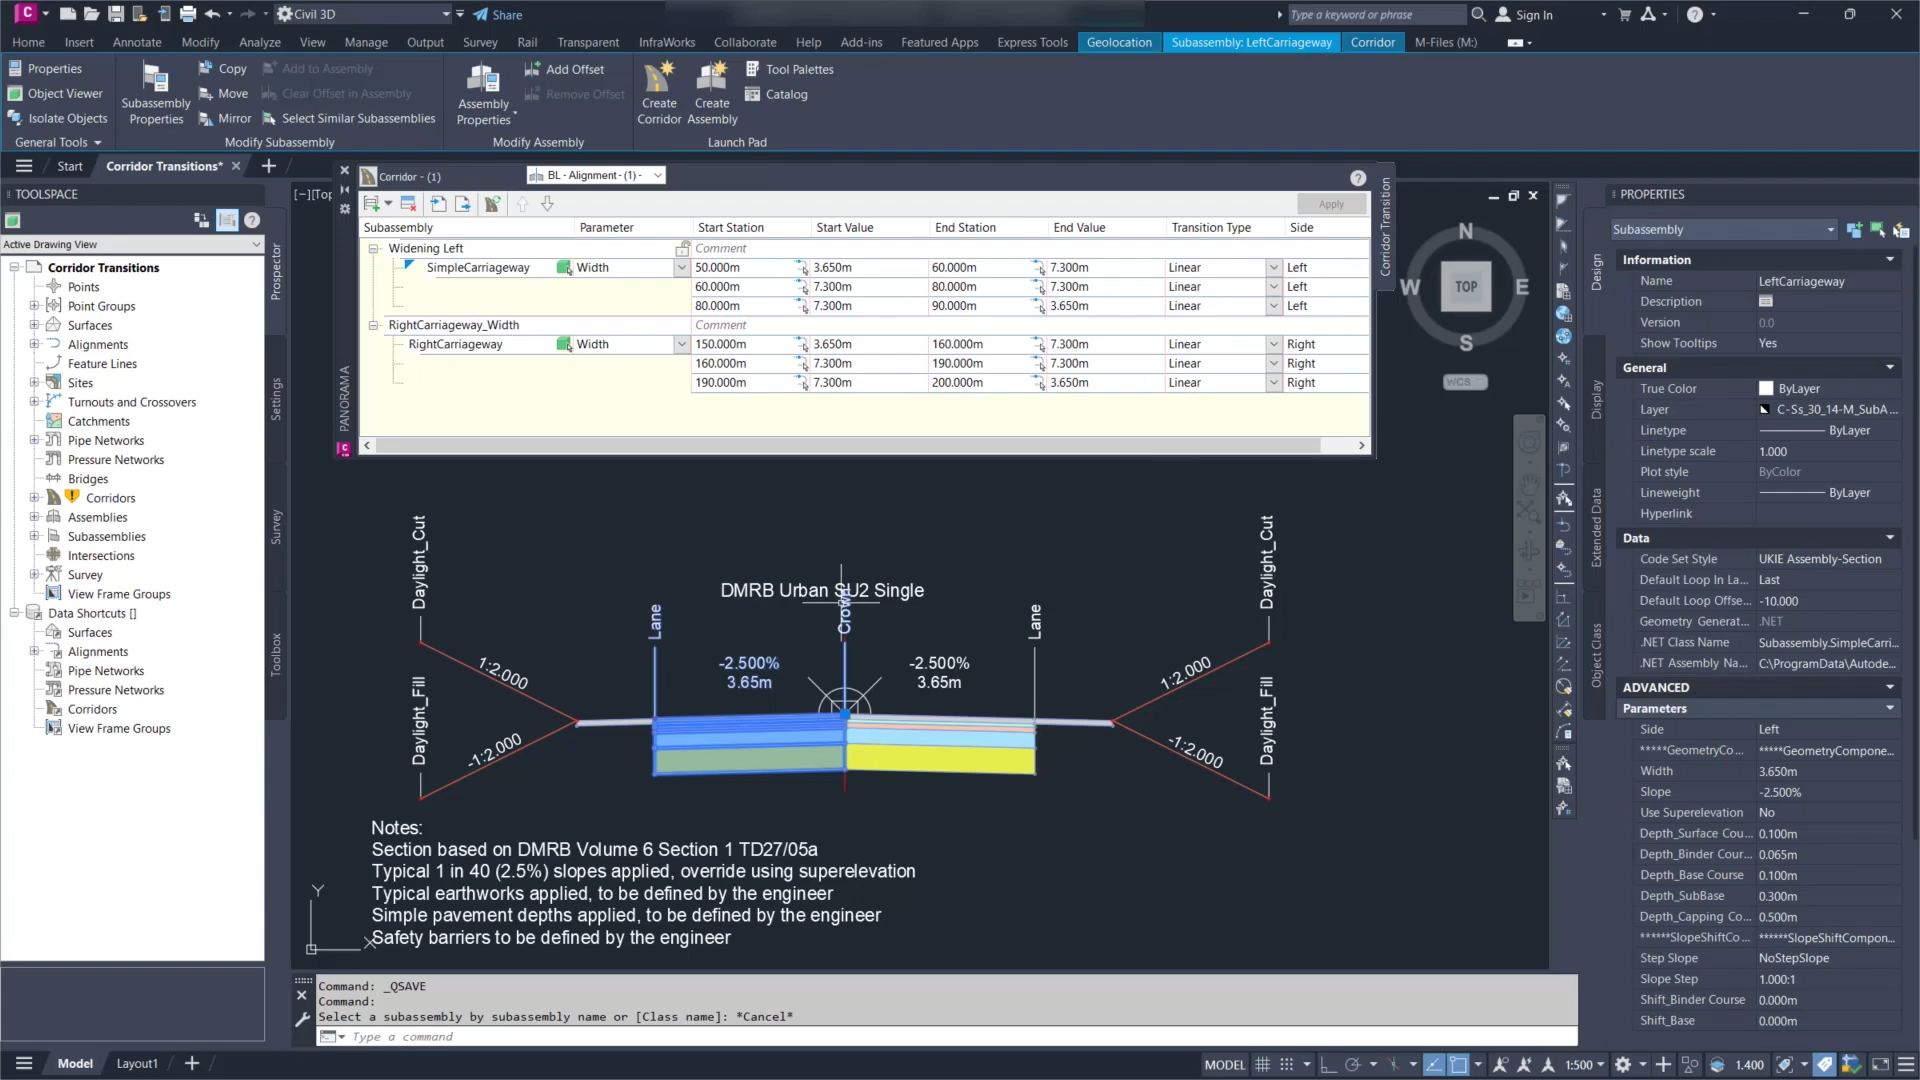 C Civil 3D Share Type a keyword or phrase Sign In
Home Insert Annotate Modify Analyze View Manage Output Survey Rail Transparent InfraWorks Collaborate Help Add-ins Featured Apps Express Tools Geolocation Subassembly: LeftCarriageway Corridor M-Files (M:)
Properties
Object Viewer
Isolate Objects
General Tools
Subassembly Properties
Copy Add to Assembly
Move Clear Offset in Assembly
Mirror Select Similar Subassemblies
Modify Subassembly
Assembly Properties
Add Offset
Remove Offset
Modify Assembly
Create Corridor
Create Assembly
Tool Palettes
Catalog
Launch Pad
Start Corridor Transitions*
TOOLSPACE
Active Drawing View
Corridor Transitions
Points
Point Groups
Surfaces
Alignments
Feature Lines
Sites
Turnouts and Crossovers
Catchments
Pipe Networks
Pressure Networks
Bridges
Corridors
Assemblies
Subassemblies
Intersections
Survey
View Frame Groups
Data Shortcuts []
Surfaces
Alignments
Pipe Networks
Pressure Networks
Corridors
View Frame Groups
Prospector
Settings
Survey
Toolbox
[−][Top
Corridor - (1) BL - Alignment - (1) -
Apply
Subassembly Parameter Start Station Start Value End Station End Value Transition Type Side
Widening Left Comment
SimpleCarriageway Width 50.000m 3.650m 60.000m 7.300m Linear Left
60.000m 7.300m 80.000m 7.300m Linear Left
80.000m 7.300m 90.000m 3.650m Linear Left
RightCarriageway_Width Comment
RightCarriageway Width 150.000m 3.650m 160.000m 7.300m Linear Right
160.000m 7.300m 190.000m 7.300m Linear Right
190.000m 7.300m 200.000m 3.650m Linear Right
PANORAMA
Corridor Transition
N
W TOP E
S
WCS
DMRB Urban SU2 Single
Daylight_Cut
Daylight_Fill
Lane
Crown
Lane
Daylight_Cut
Daylight_Fill
1:2.000
-1:2.000
-2.500%
3.65m
-2.500%
3.65m
1:2.000
-1:2.000
Notes:
Section based on DMRB Volume 6 Section 1 TD27/05a
Typical 1 in 40 (2.5%) slopes applied, override using superelevation
Typical earthworks applied, to be defined by the engineer
Simple pavement depths applied, to be defined by the engineer
Safety barriers to be defined by the engineer
Y
X
Command: _QSAVE
Command:
Select a subassembly by subassembly name or [Class name]: *Cancel*
Type a command
PROPERTIES
Subassembly
Design
Display
Extended Data
Object Class
Information
Name LeftCarriageway
Description
Version 0.0
Show Tooltips Yes
General
True Color ByLayer
Layer C-Ss_30_14-M_SubA...
Linetype ByLayer
Linetype scale 1.000
Plot style ByColor
Lineweight ByLayer
Hyperlink
Data
Code Set Style UKIE Assembly-Section
Default Loop In La... Last
Default Loop Offse... -10.000
Geometry Generat... .NET
.NET Class Name Subassembly.SimpleCarri...
.NET Assembly Na... C:\ProgramData\Autode...
ADVANCED
Parameters
Side Left
*****GeometryCo... *****GeometryCompone...
Width 3.650m
Slope -2.500%
Use Superelevation No
Depth_Surface Cou... 0.100m
Depth_Binder Cour... 0.065m
Depth_Base Course 0.100m
Depth_SubBase 0.300m
Depth_Capping Co... 0.500m
******SlopeShiftCo... ******SlopeShiftCompon...
Step Slope NoStepSlope
Slope Step 1.000:1
Shift_Binder Course 0.000m
Shift_Base 0.000m
Model Layout1
MODEL 1:500 1.400